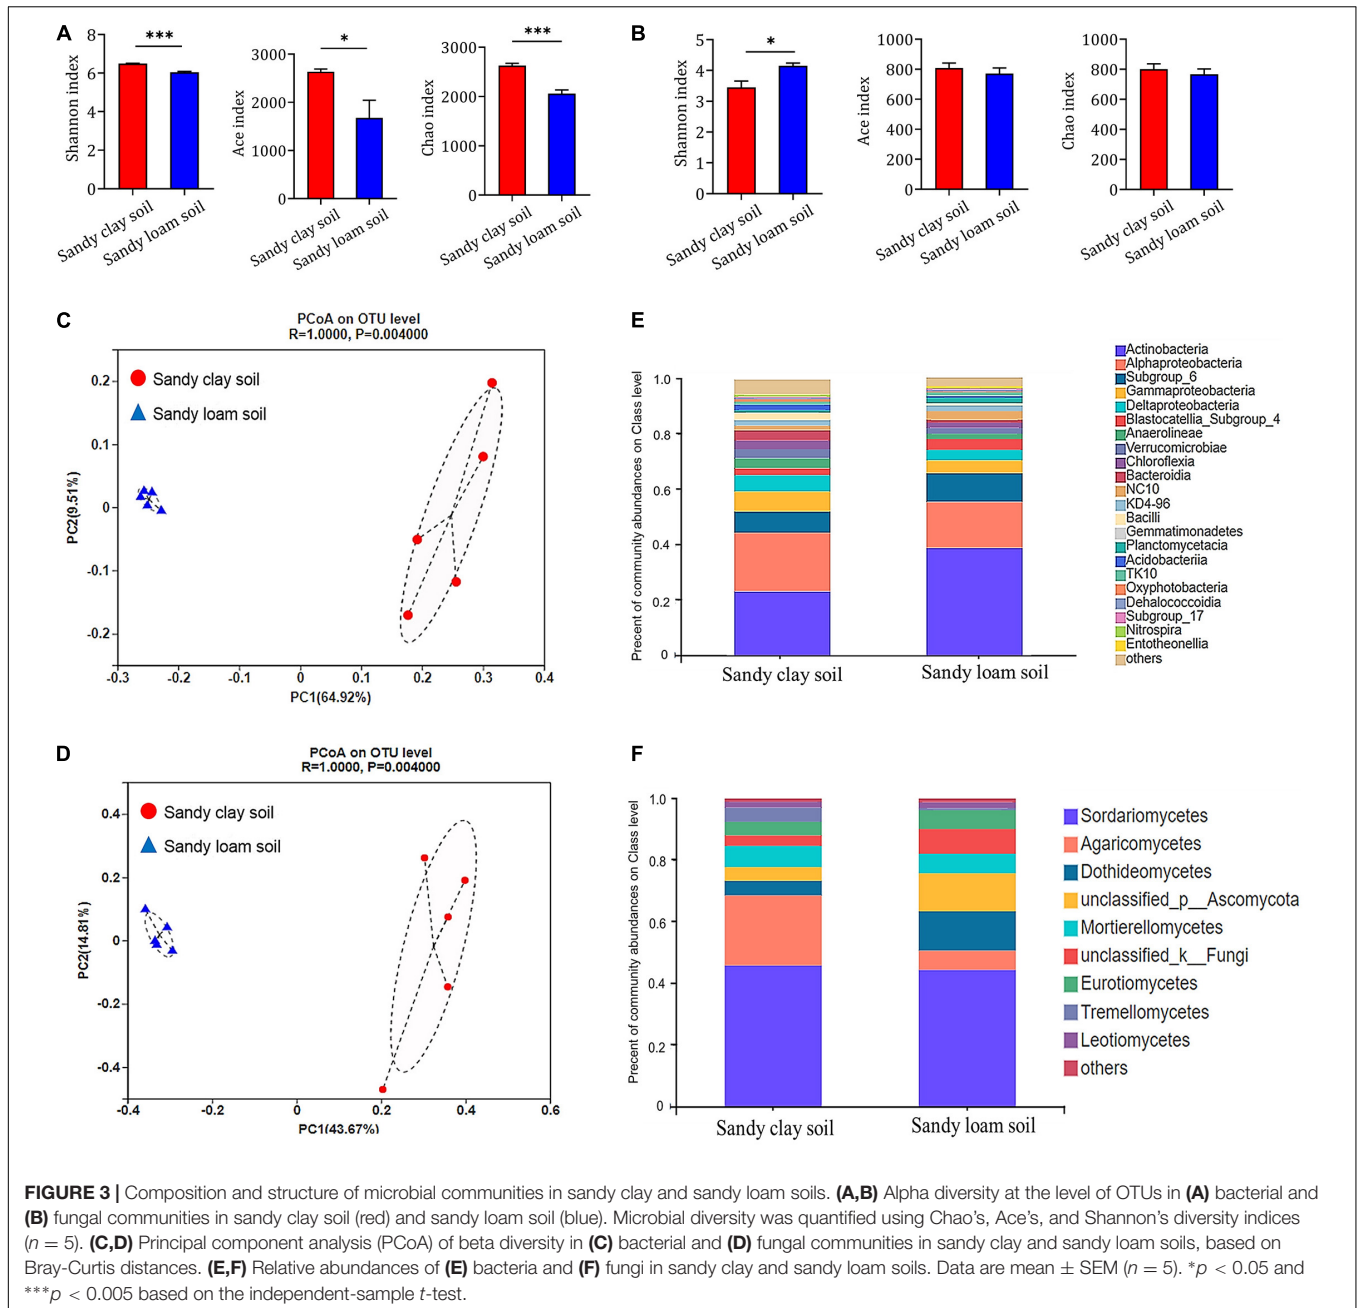 A
***
Shannon index
8
6
4
2
0
Sandy clay soil
Sandy loam soil
*
Ace index
3000
2000
1000
0
Sandy clay soil
Sandy loam soil
***
Chao index
3000
2000
1000
0
Sandy clay soil
Sandy loam soil
B
*
Shannon index
5
4
3
2
1
0
Sandy clay soil
Sandy loam soil
Ace index
1000
800
600
400
200
0
Sandy clay soil
Sandy loam soil
Chao index
1000
800
600
400
200
0
Sandy clay soil
Sandy loam soil
C
PCoA on OTU level
R=1.0000, P=0.004000
Sandy clay soil
Sandy loam soil
PC2(9.51%)
0.2
0.1
0
-0.1
-0.2
-0.3 -0.2 -0.1 0 0.1 0.2 0.3 0.4
PC1(64.92%)
E
Precent of community abundances on Class level
1.0
0.8
0.6
0.4
0.2
0
Sandy clay soil
Sandy loam soil
Actinobacteria
Alphaproteobacteria
Subgroup_6
Gammaproteobacteria
Deltaproteobacteria
Blastocatellia_Subgroup_4
Anaerolineae
Verrucomicrobiae
Chloroflexia
Bacteroidia
NC10
KD4-96
Bacilli
Gemmatimonadetes
Planctomycetacia
Acidobacteriia
TK10
Oxyphotobacteria
Dehalococcoidia
Subgroup_17
Nitrospira
Entotheonellia
others
D
PCoA on OTU level
R=1.0000, P=0.004000
Sandy clay soil
Sandy loam soil
PC2(14.81%)
0.4
0.2
0
-0.2
-0.4
-0.4 -0.2 0 0.2 0.4 0.6
PC1(43.67%)
F
Precent of community abundances on Class level
1.0
0.8
0.6
0.4
0.2
0
Sandy clay soil
Sandy loam soil
Sordariomycetes
Agaricomycetes
Dothideomycetes
unclassified_p__Ascomycota
Mortierellomycetes
unclassified_k__Fungi
Eurotiomycetes
Tremellomycetes
Leotiomycetes
others
FIGURE 3 | Composition and structure of microbial communities in sandy clay and sandy loam soils. (A,B) Alpha diversity at the level of OTUs in (A) bacterial and
(B) fungal communities in sandy clay soil (red) and sandy loam soil (blue). Microbial diversity was quantified using Chao's, Ace's, and Shannon's diversity indices
(n = 5). (C,D) Principal component analysis (PCoA) of beta diversity in (C) bacterial and (D) fungal communities in sandy clay and sandy loam soils, based on
Bray-Curtis distances. (E,F) Relative abundances of (E) bacteria and (F) fungi in sandy clay and sandy loam soils. Data are mean ± SEM (n = 5). *p < 0.05 and
***p < 0.005 based on the independent-sample t-test.